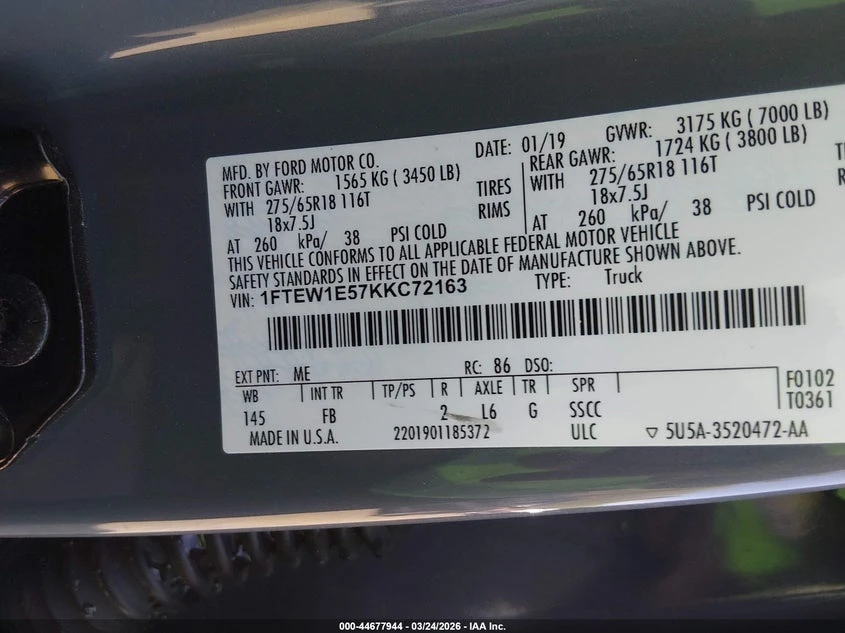 MFD. BY FORD MOTOR CO. DATE: 01/19 GVWR: 3175 KG ( 7000 LB)
FRONT GAWR: 1565 KG ( 3450 LB) REAR GAWR: 1724 KG ( 3800 LB)
WITH 275/65R18 116T TIRES WITH 275/65R18 116T
18x7.5J RIMS 18x7.5J
AT 260 kPa/ 38 PSI COLD AT 260 kPa/ 38 PSI COLD
THIS VEHICLE CONFORMS TO ALL APPLICABLE FEDERAL MOTOR VEHICLE
SAFETY STANDARDS IN EFFECT ON THE DATE OF MANUFACTURE SHOWN ABOVE.
VIN: 1FTEW1E57KKC72163 TYPE: Truck
EXT PNT: ME RC: 86 DSO:
WB INT TR TP/PS R AXLE TR SPR F0102
145 FB 2 L6 G SSCC T0361
MADE IN U.S.A. 2201901185372 ULC ▽ 5U5A-3520472-AA
000-44677944 - 03/24/2026 - IAA Inc.